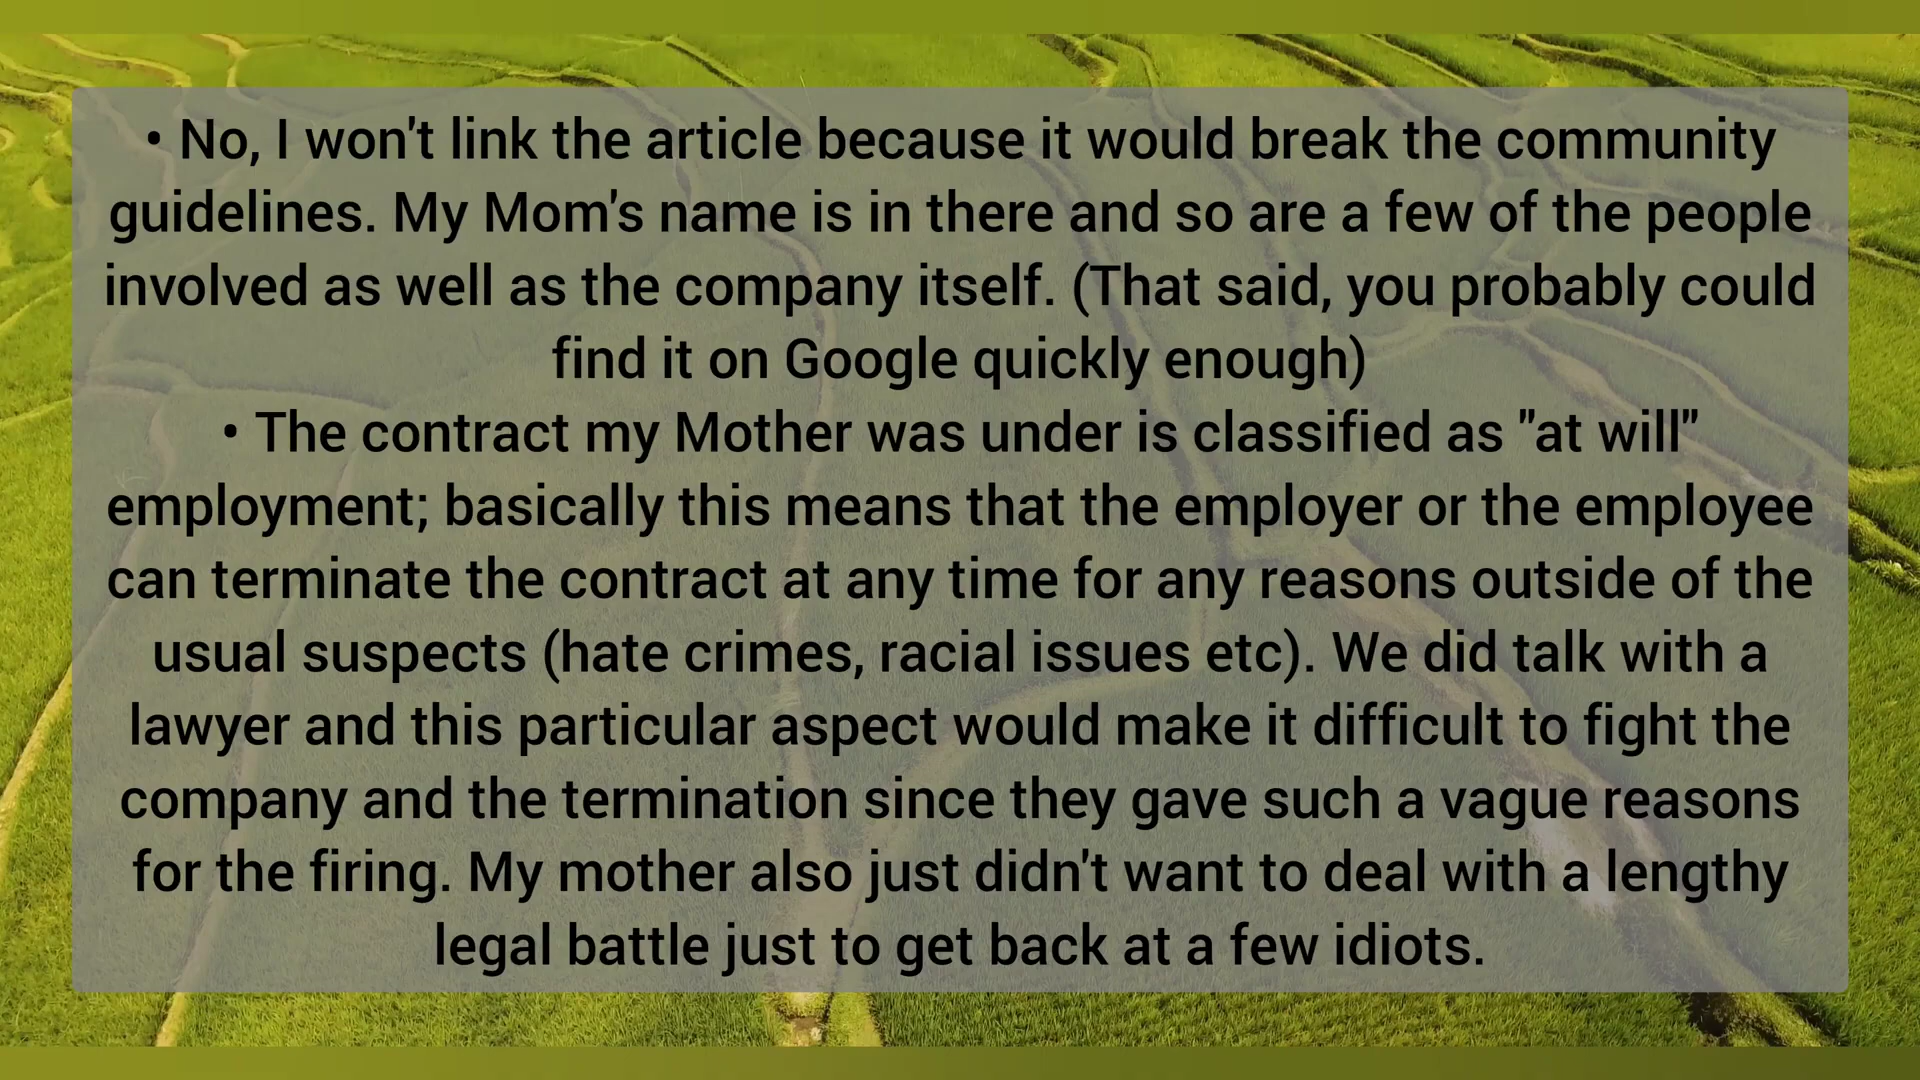 • No, I won't link the article because it would break the community
guidelines. My Mom's name is in there and so are a few of the people
involved as well as the company itself. (That said, you probably could
find it on Google quickly enough)
• The contract my Mother was under is classified as "at will"
employment; basically this means that the employer or the employee
can terminate the contract at any time for any reasons outside of the
usual suspects (hate crimes, racial issues etc). We did talk with a
lawyer and this particular aspect would make it difficult to fight the
company and the termination since they gave such a vague reasons
for the firing. My mother also just didn't want to deal with a lengthy
legal battle just to get back at a few idiots.